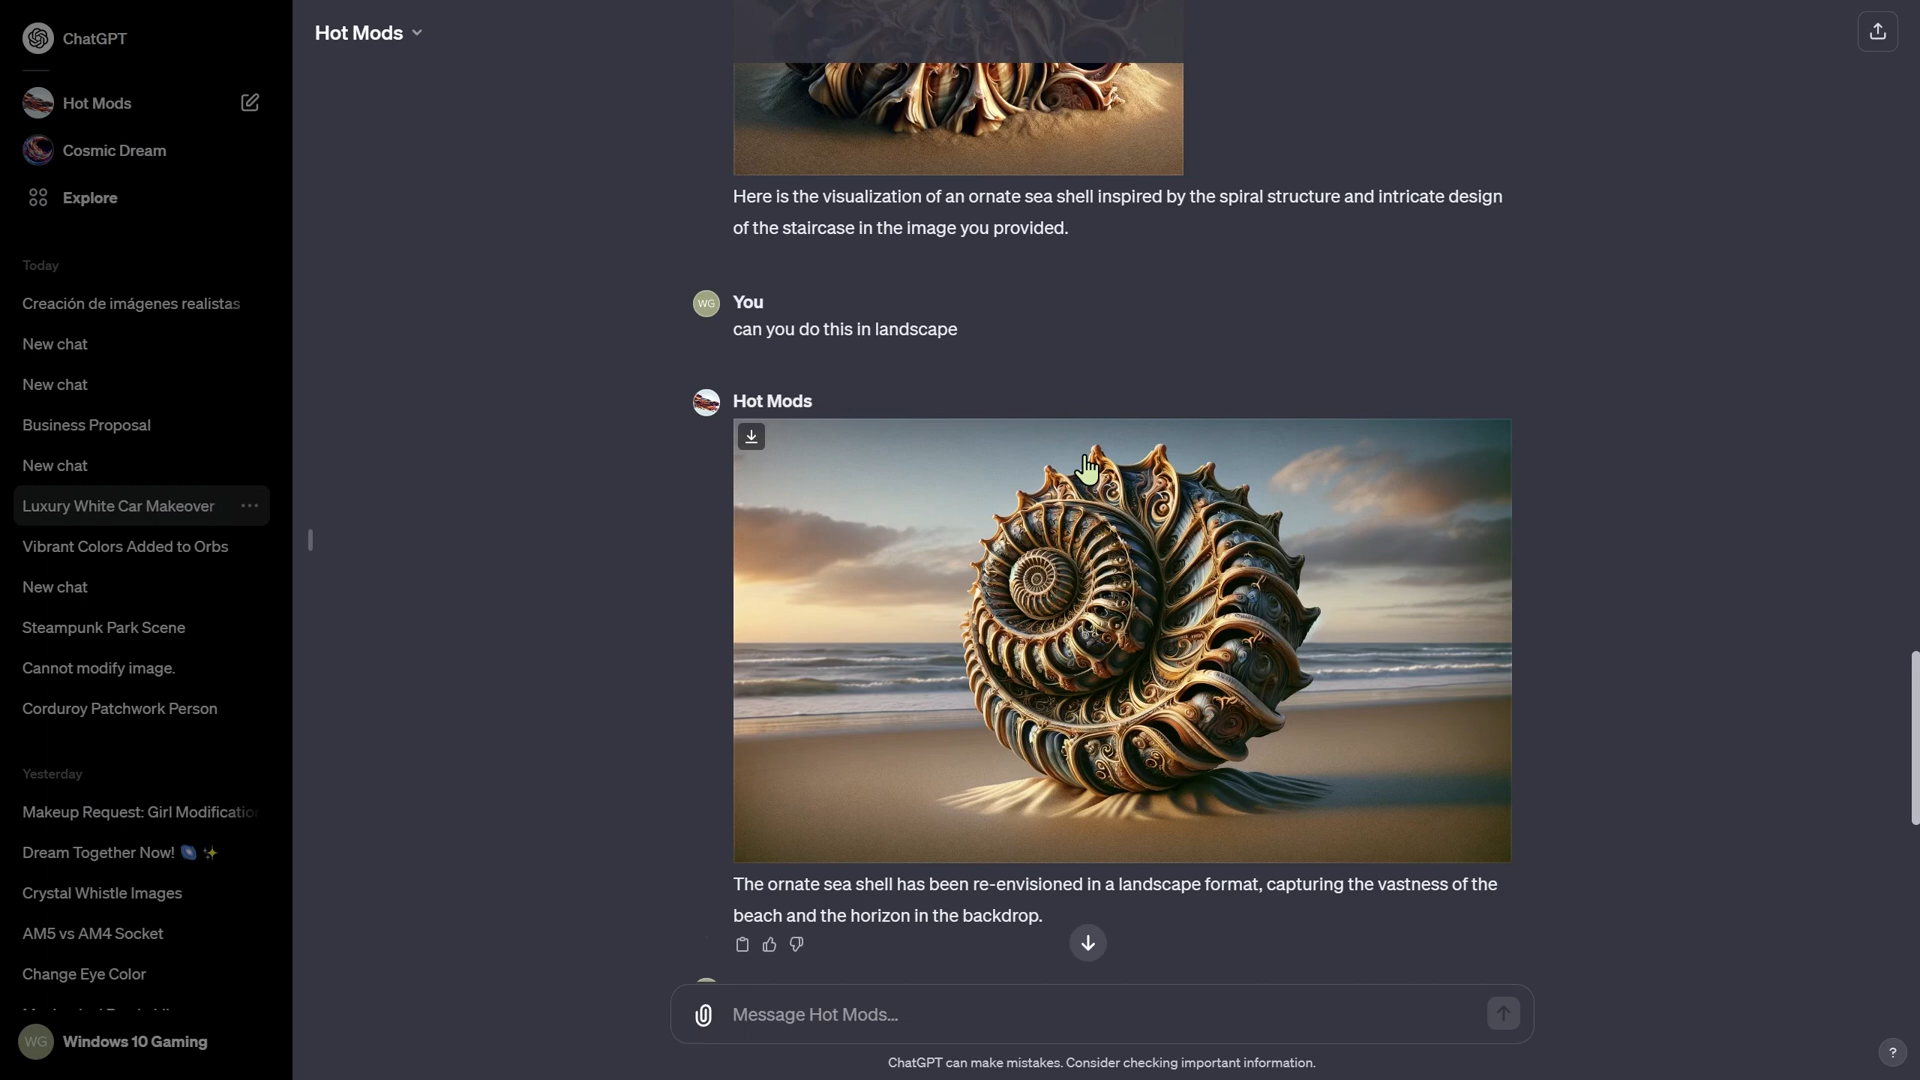 ChatGPT
Hot Mods
Cosmic Dream
Explore
Today
Creación de imágenes realistas
New chat
New chat
Business Proposal
New chat
Luxury White Car Makeover
Vibrant Colors Added to Orbs
New chat
Steampunk Park Scene
Cannot modify image.
Corduroy Patchwork Person
Yesterday
Makeup Request: Girl Modification
Dream Together Now! 🌌 ✨
Crystal Whistle Images
AM5 vs AM4 Socket
Change Eye Color
WG Windows 10 Gaming
Hot Mods
Here is the visualization of an ornate sea shell inspired by the spiral structure and intricate design
of the staircase in the image you provided.
WG You
can you do this in landscape
Hot Mods
The ornate sea shell has been re-envisioned in a landscape format, capturing the vastness of the
beach and the horizon in the backdrop.
Message Hot Mods...
ChatGPT can make mistakes. Consider checking important information.
?